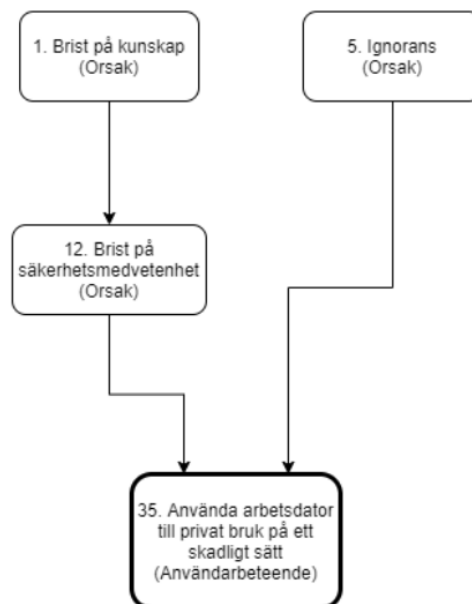 1. Brist på kunskap
(Orsak)
5. Ignorans
(Orsak)
12. Brist på
säkerhetsmedvetenhet
(Orsak)
35. Använda arbetsdator
till privat bruk på ett
skadligt sätt
(Användarbeteende)